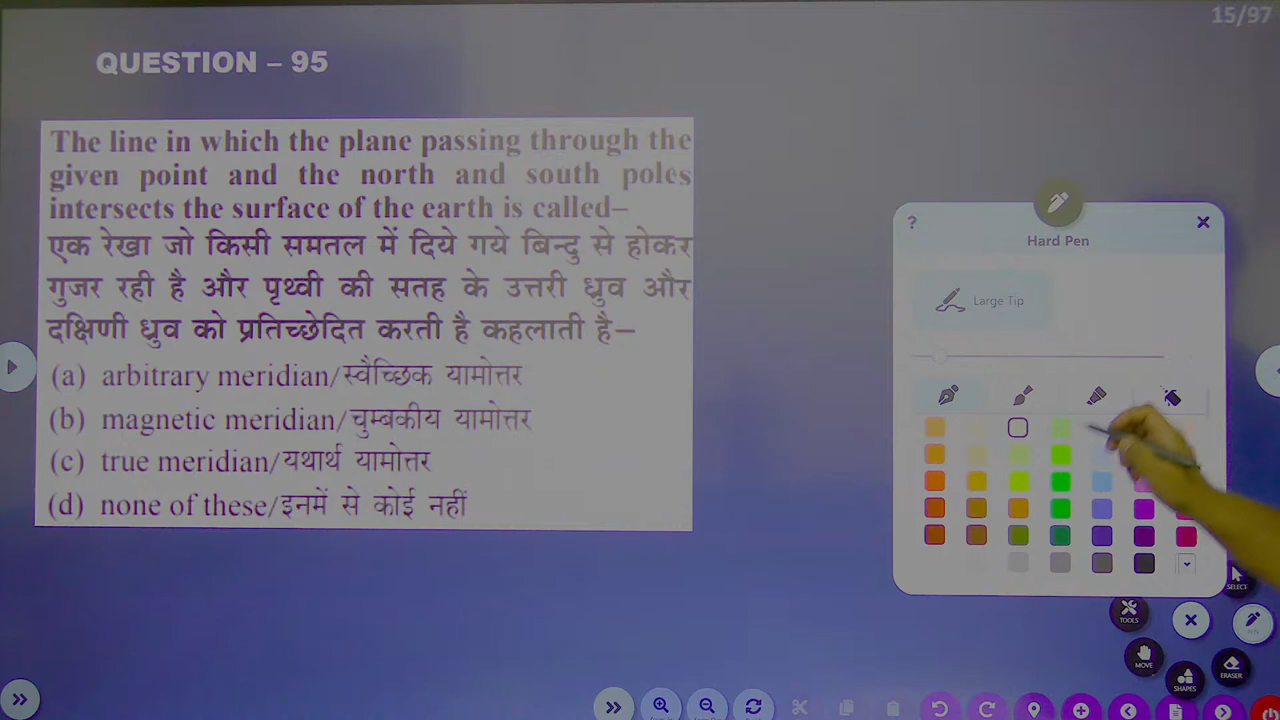 15/97
QUESTION – 95
The line in which the plane passing through the
given point and the north and south poles
intersects the surface of the earth is called–
एक रेखा जो किसी समतल में दिये गये बिन्दु से होकर
गुजर रही है और पृथ्वी की सतह के उत्तरी ध्रुव और
दक्षिणी ध्रुव को प्रतिच्छेदित करती है कहलाती है–
(a) arbitrary meridian/स्वैच्छिक यामोत्तर
(b) magnetic meridian/चुम्बकीय यामोत्तर
(c) true meridian/यथार्थ यामोत्तर
(d) none of these/इनमें से कोई नहीं
?
Hard Pen
Large Tip
SELECT
TOOLS
PEN
MOVE
ERASER
SHAPES